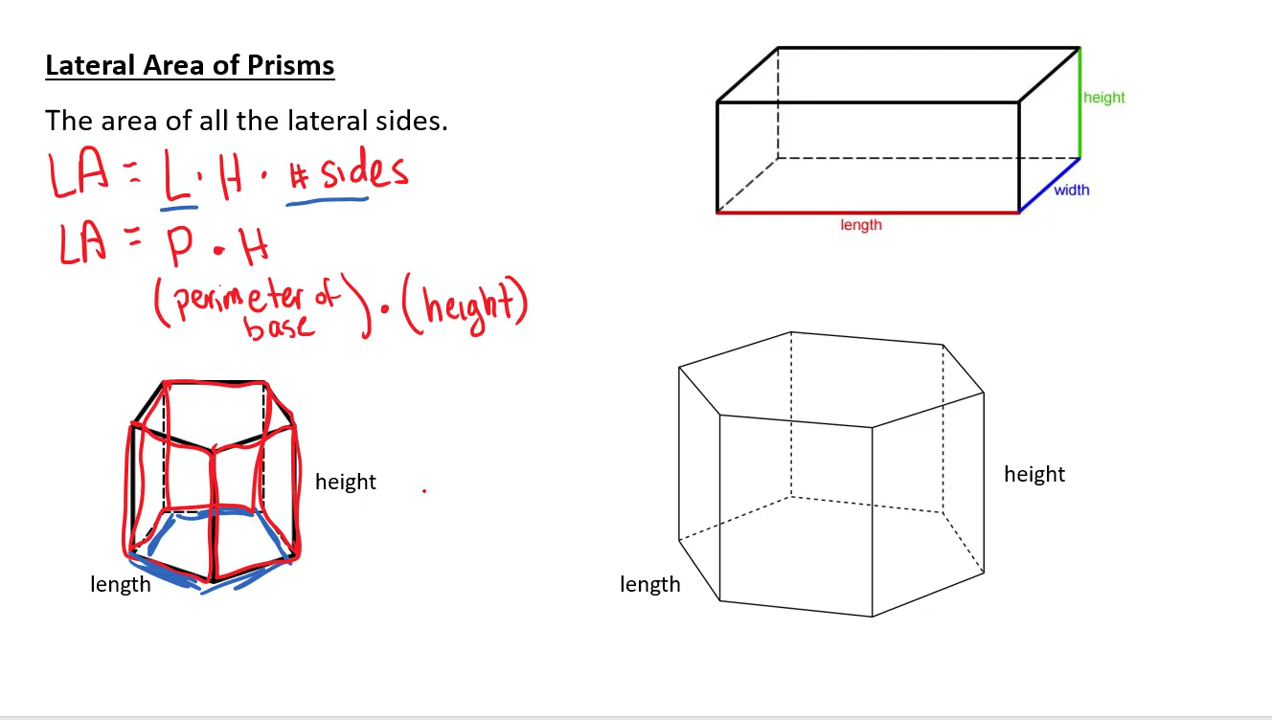 Lateral Area of Prisms
The area of all the lateral sides.
LA = L · H · # sides
LA = P · H
(perimeter of base) · (height)
height
length
height
width
length
height
length